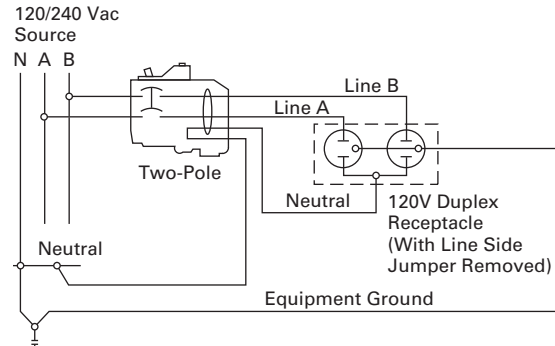 120/240 Vac
Source
N A B
Line B
Line A
Two-Pole
Neutral
120V Duplex
Receptacle
(With Line Side
Jumper Removed)
Neutral
Equipment Ground